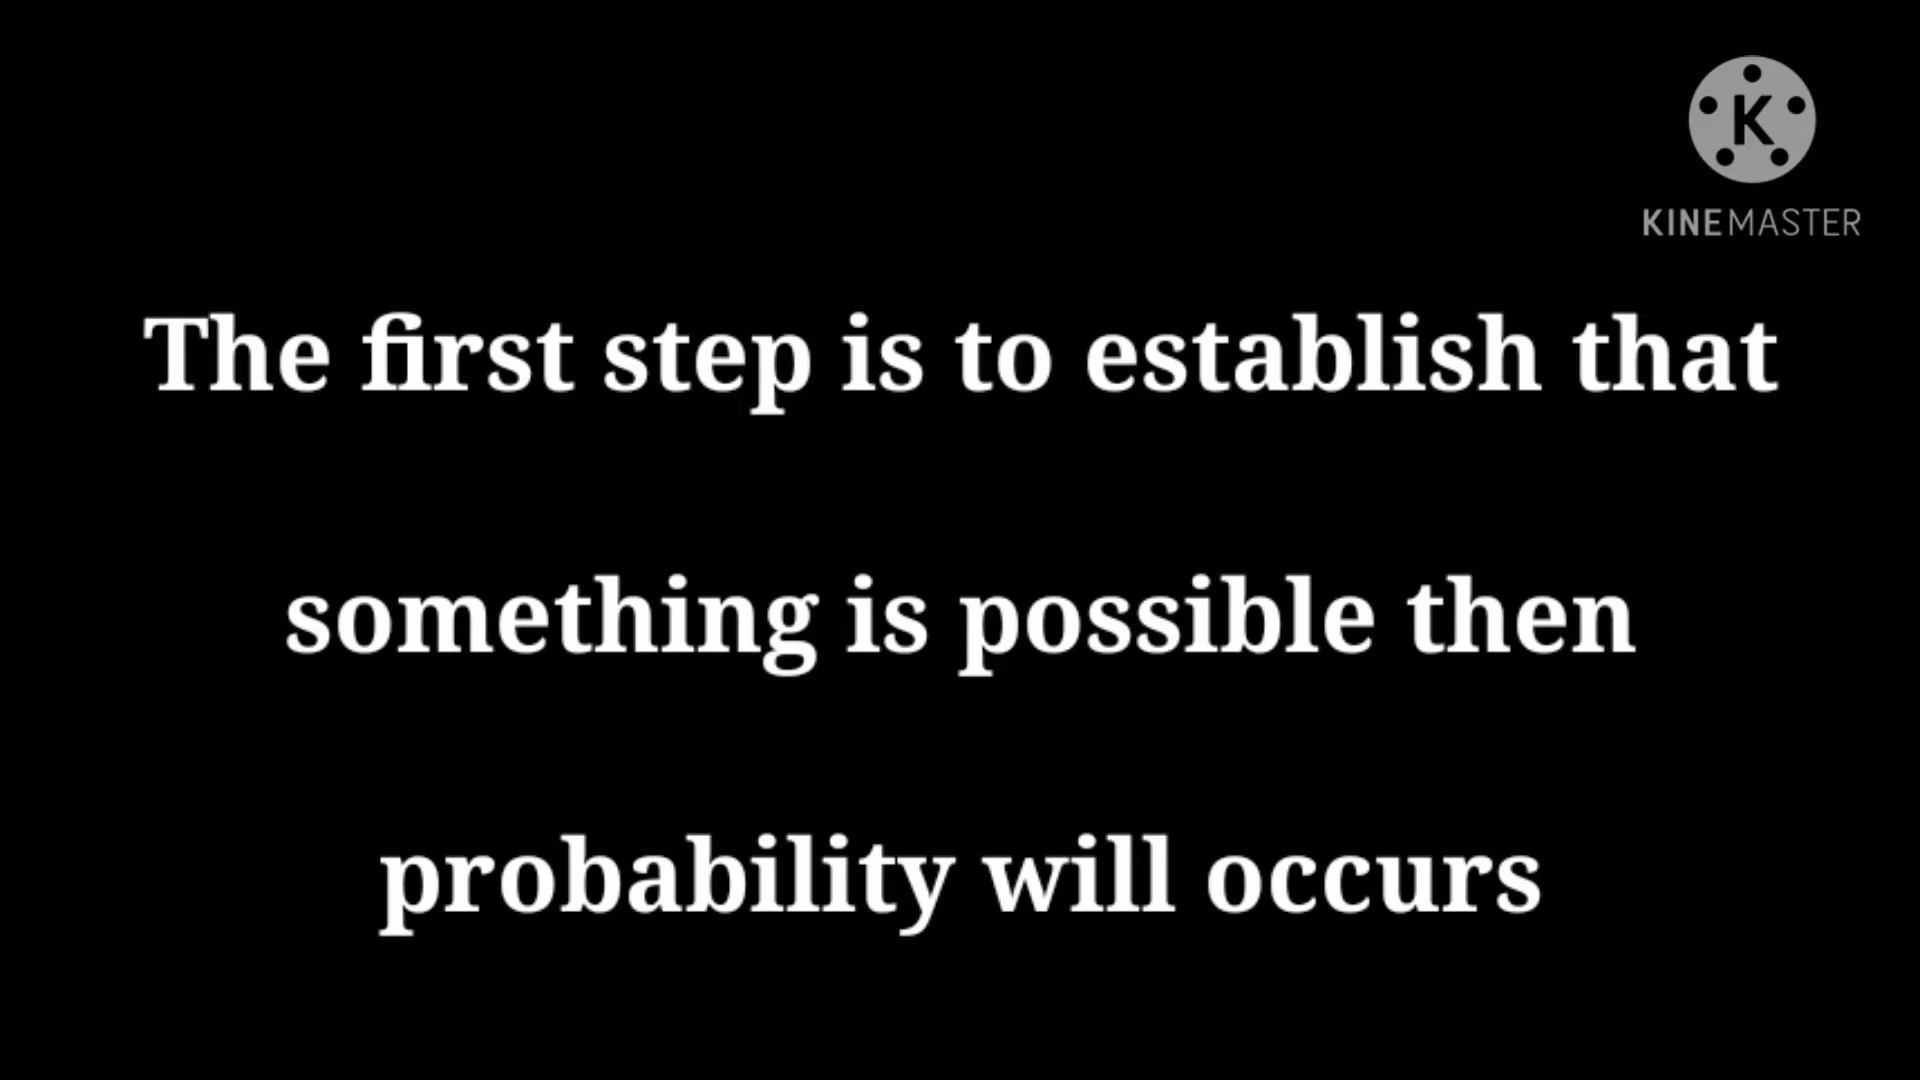 K
KINEMASTER
The first step is to establish that
something is possible then
probability will occurs